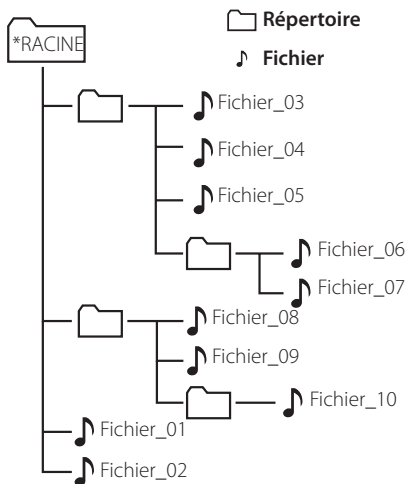 Répertoire
*RACINE
Fichier
Fichier_03
Fichier_04
Fichier_05
Fichier_06
Fichier_07
Fichier_08
Fichier_09
Fichier_10
Fichier_01
Fichier_02